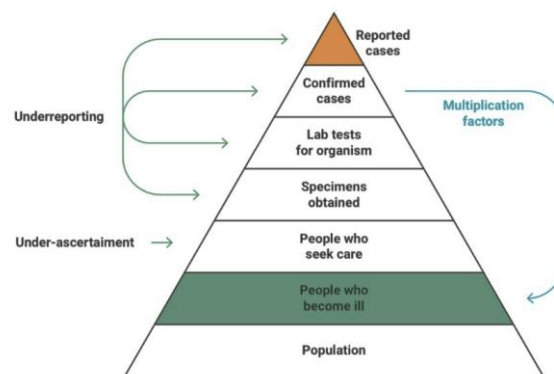 Reported
cases
Confirmed
cases
Multiplication
factors
Underreporting
Lab tests
for organism
Specimens
obtained
Under-ascertaiment
People who
seek care
People who
become ill
Population